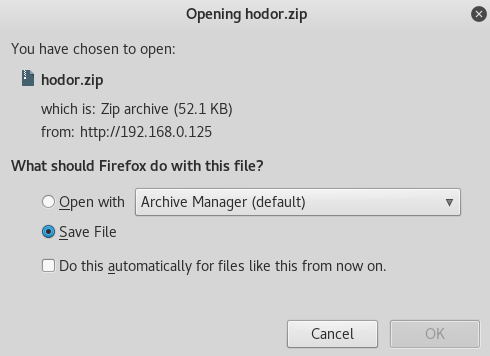 Opening hodor.zip
You have chosen to open:
hodor.zip
which is: Zip archive (52.1 KB)
from: http://192.168.0.125
What should Firefox do with this file?
Open with Archive Manager (default)
Save File
Do this automatically for files like this from now on.
Cancel OK